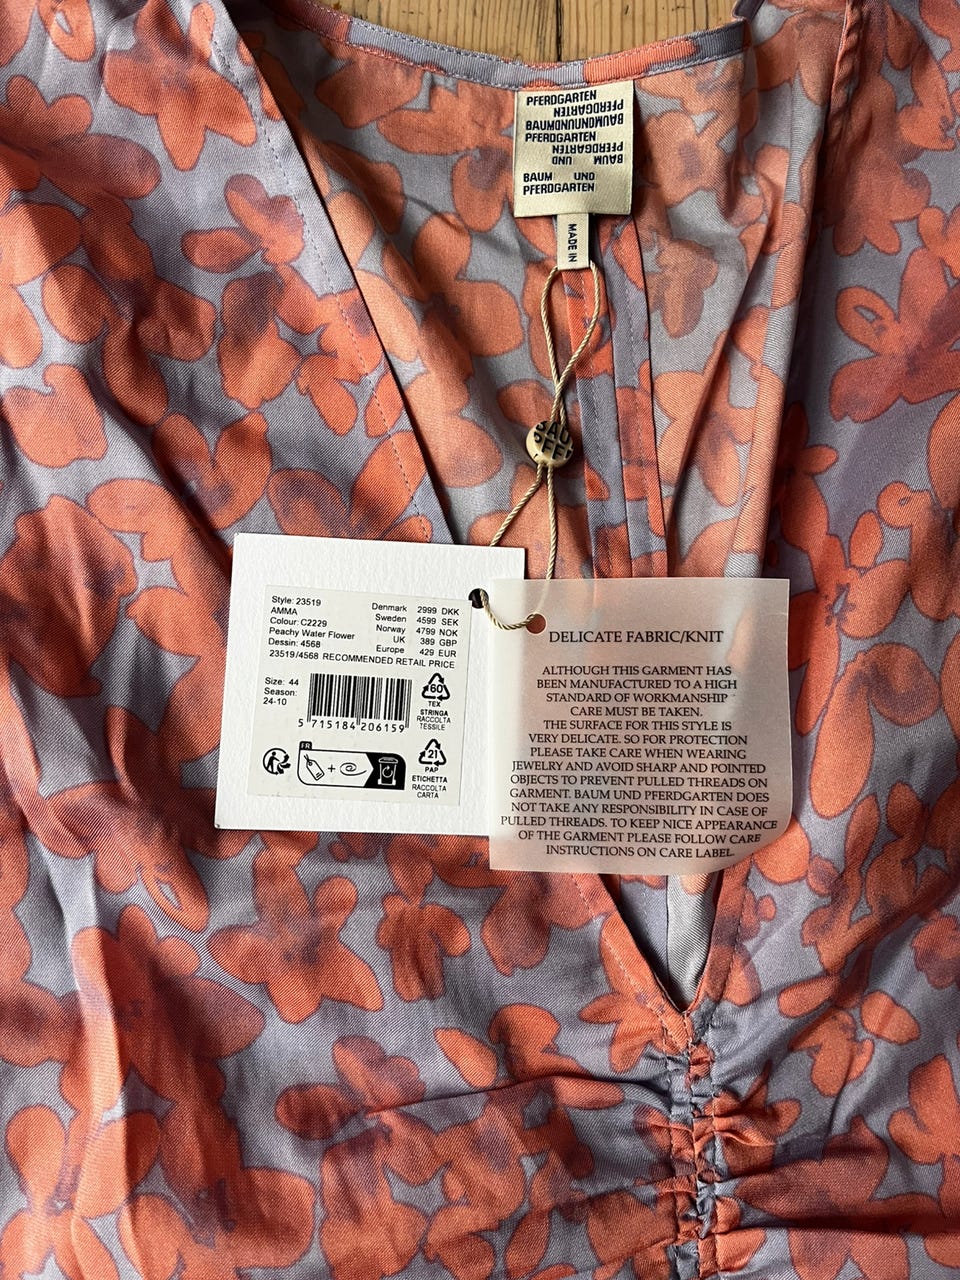 PFERDGARTEN
PFERDGARTEN
BAUMUNDBAUMUND
PFERDGARTEN
PFERDGARTEN
BAUM UND
BAUM UND
PFERDGARTEN
MADE IN
BAU
PFE
Style: 23519
AMMA
Colour: C2229
Peachy Water Flower
Dessin: 4568
Denmark 2999 DKK
Sweden 4599 SEK
Norway 4799 NOK
UK 389 GBP
Europe 429 EUR
23519/4568 RECOMMENDED RETAIL PRICE
Size: 44
Season:
24-10
5 715184 206159
60
TEX
STRINGA
RACCOLTA
TESSILE
FR
+
21
PAP
ETICHETTA
RACCOLTA
CARTA
DELICATE FABRIC/KNIT
ALTHOUGH THIS GARMENT HAS
BEEN MANUFACTURED TO A HIGH
STANDARD OF WORKMANSHIP
CARE MUST BE TAKEN.
THE SURFACE FOR THIS STYLE IS
VERY DELICATE. SO FOR PROTECTION
PLEASE TAKE CARE WHEN WEARING
JEWELRY AND AVOID SHARP AND POINTED
OBJECTS TO PREVENT PULLED THREADS ON
GARMENT. BAUM UND PFERDGARTEN DOES
NOT TAKE ANY RESPONSIBILITY IN CASE OF
PULLED THREADS. TO KEEP NICE APPEARANCE
OF THE GARMENT PLEASE FOLLOW CARE
INSTRUCTIONS ON CARE LABEL.